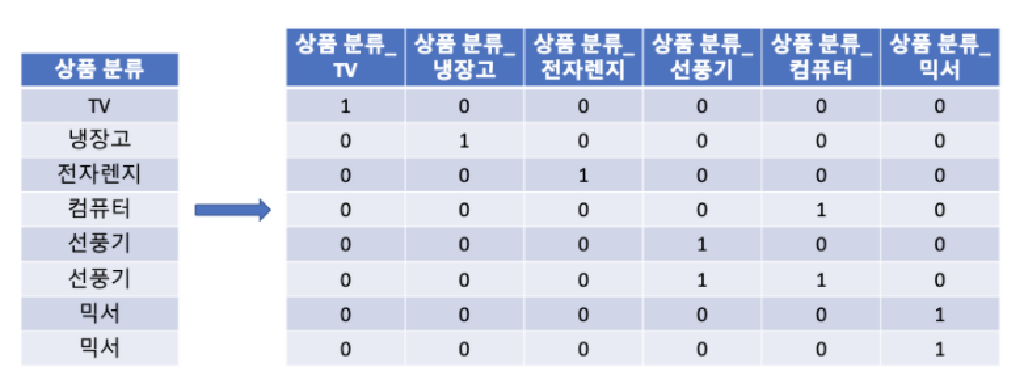 상품 분류
TV
냉장고
전자렌지
컴퓨터
선풍기
선풍기
믹서
믹서
상품 분류_TV 상품 분류_냉장고 상품 분류_전자렌지 상품 분류_선풍기 상품 분류_컴퓨터 상품 분류_믹서
1 0 0 0 0 0
0 1 0 0 0 0
0 0 1 0 0 0
0 0 0 0 1 0
0 0 0 1 0 0
0 0 0 1 1 0
0 0 0 0 0 1
0 0 0 0 0 1